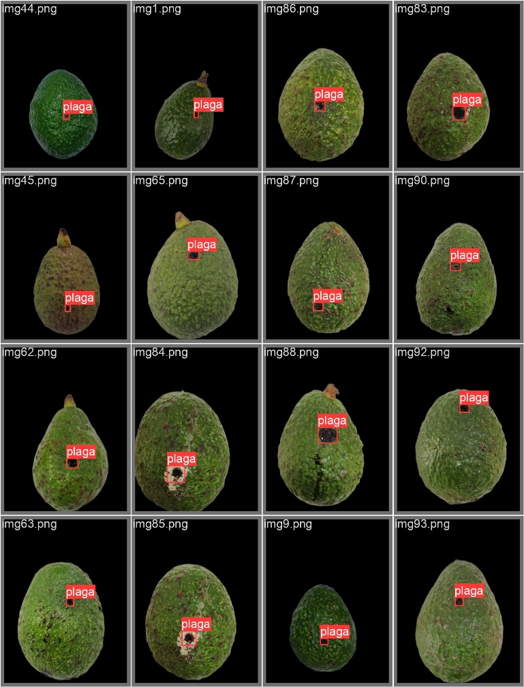 img44.png
plaga
img1.png
plaga
img86.png
plaga
img83.png
plaga
img45.png
plaga
img65.png
plaga
img87.png
plaga
img90.png
plaga
img62.png
plaga
img84.png
plaga
img88.png
plaga
img92.png
plaga
img63.png
plaga
img85.png
plaga
img9.png
plaga
img93.png
plaga